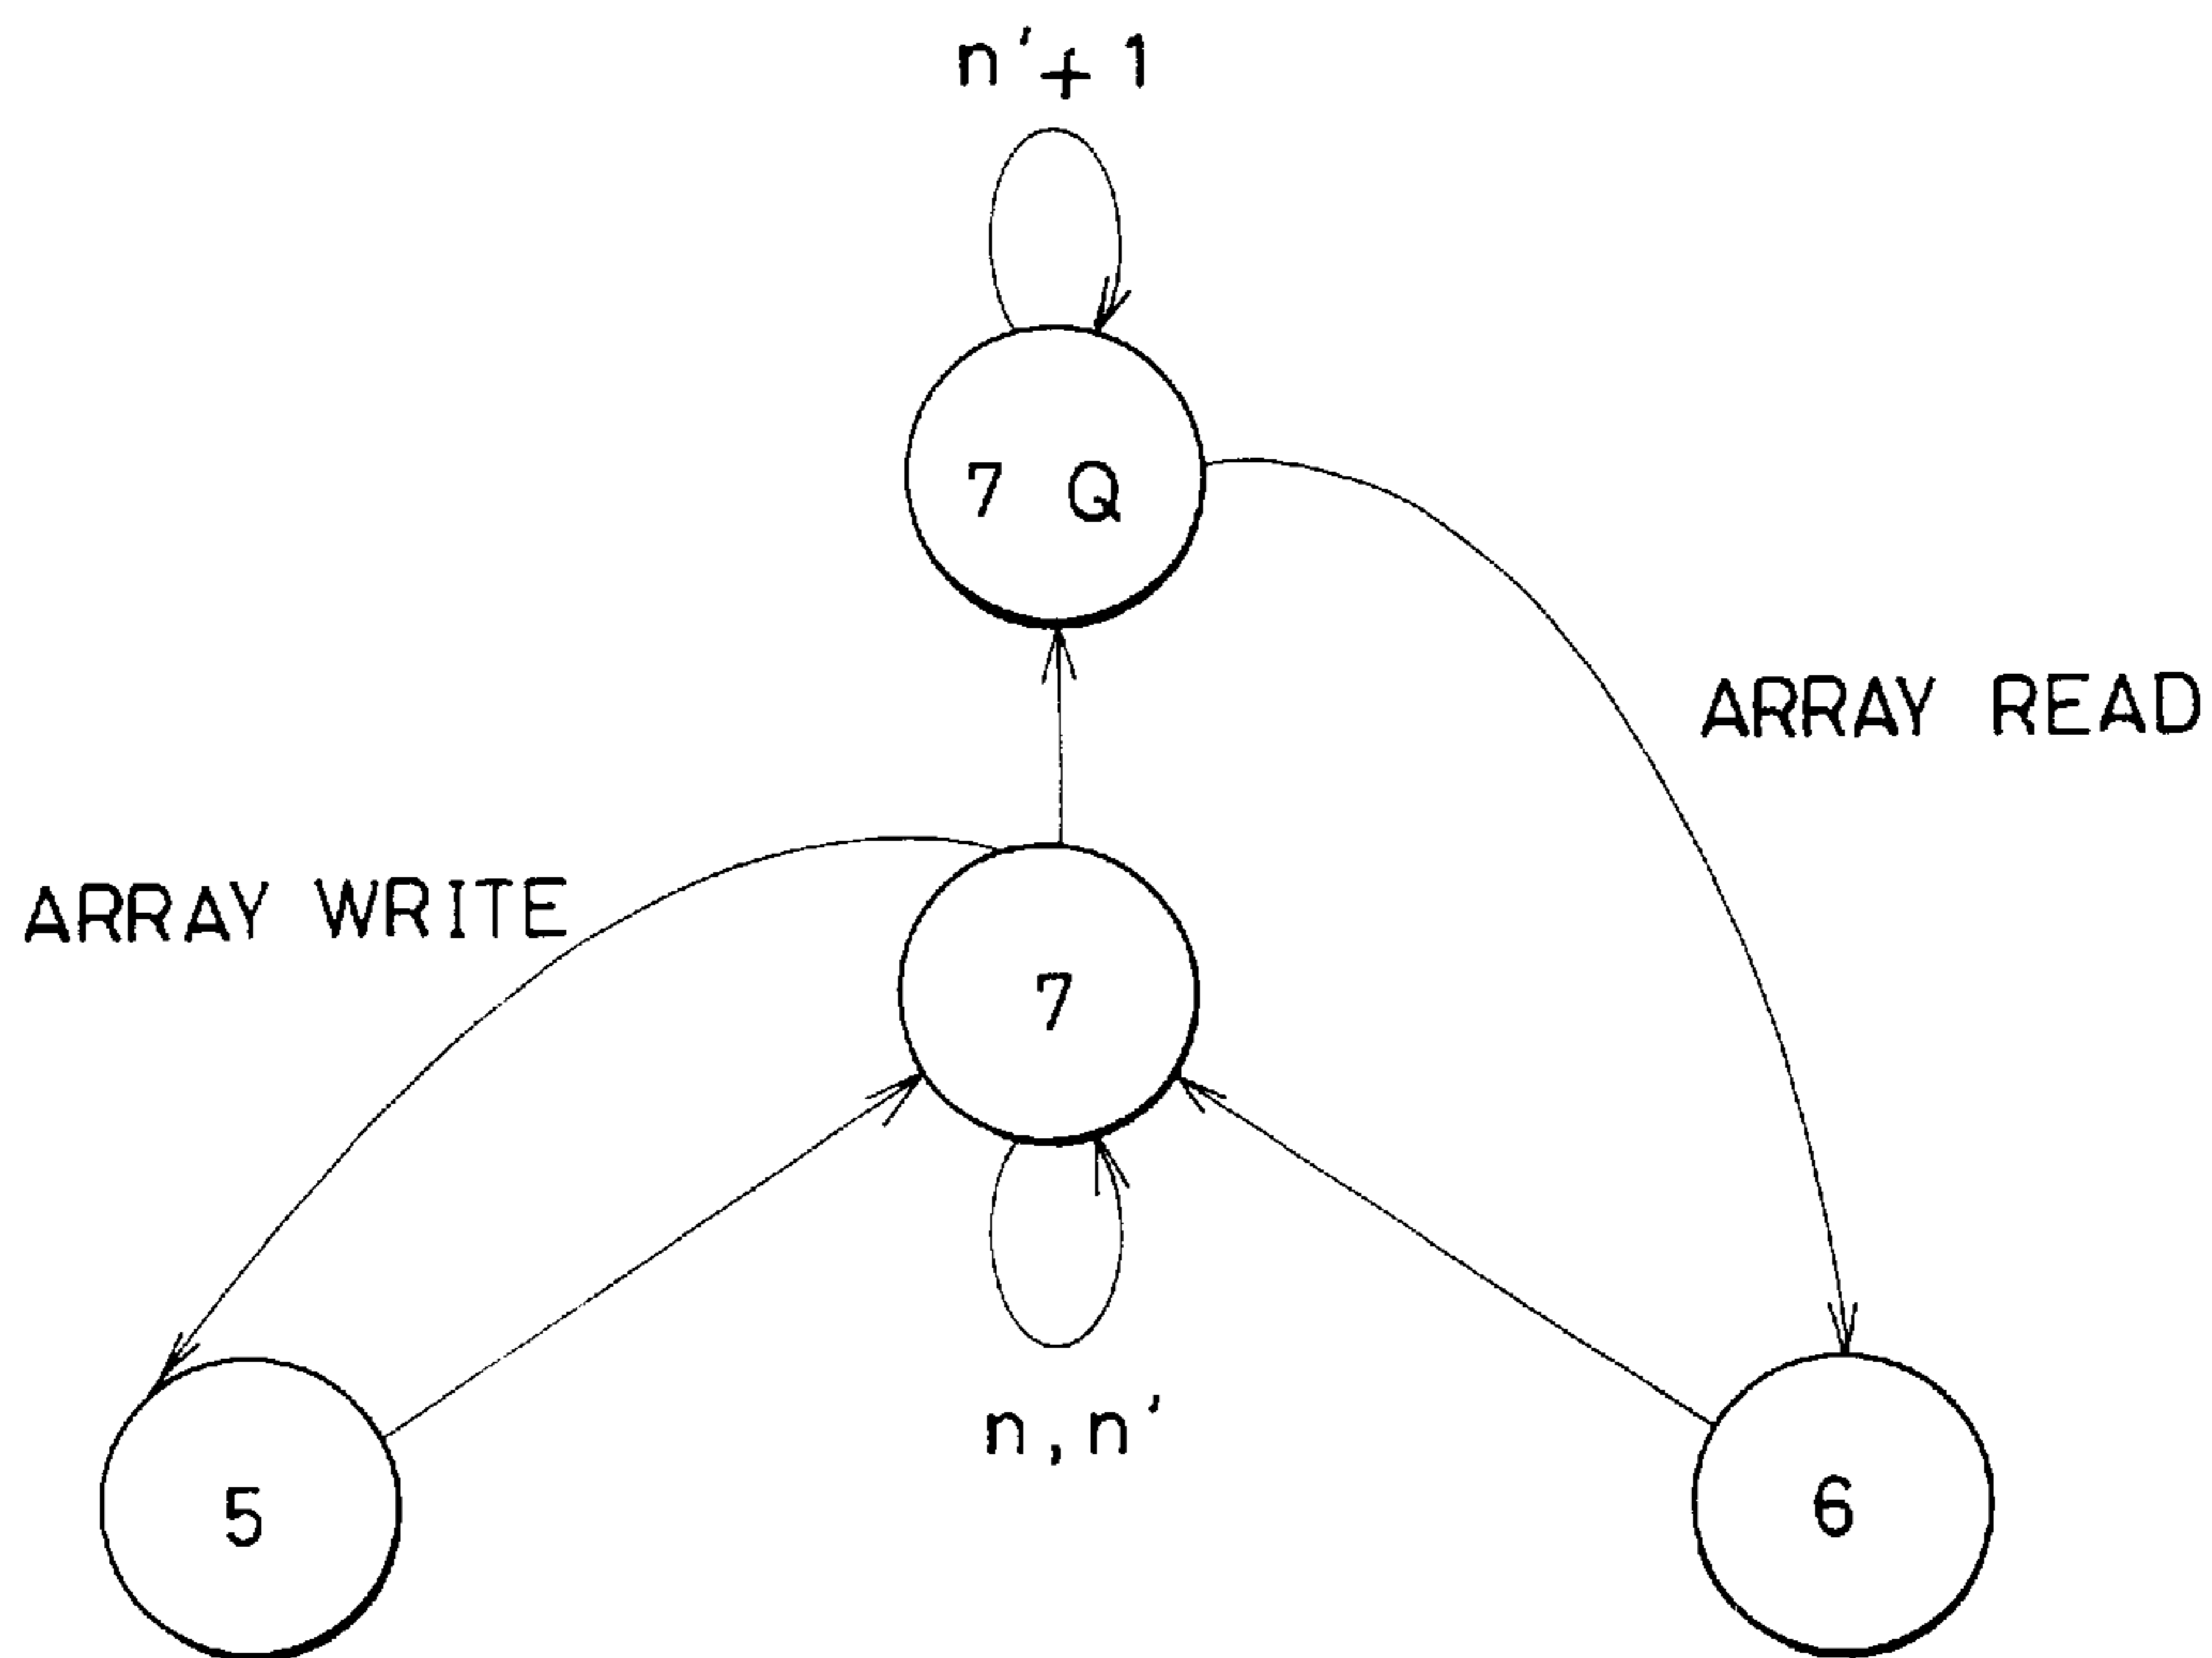 n'+1
7 Q
ARRAY READ
ARRAY WRITE
7
n,n'
5
6